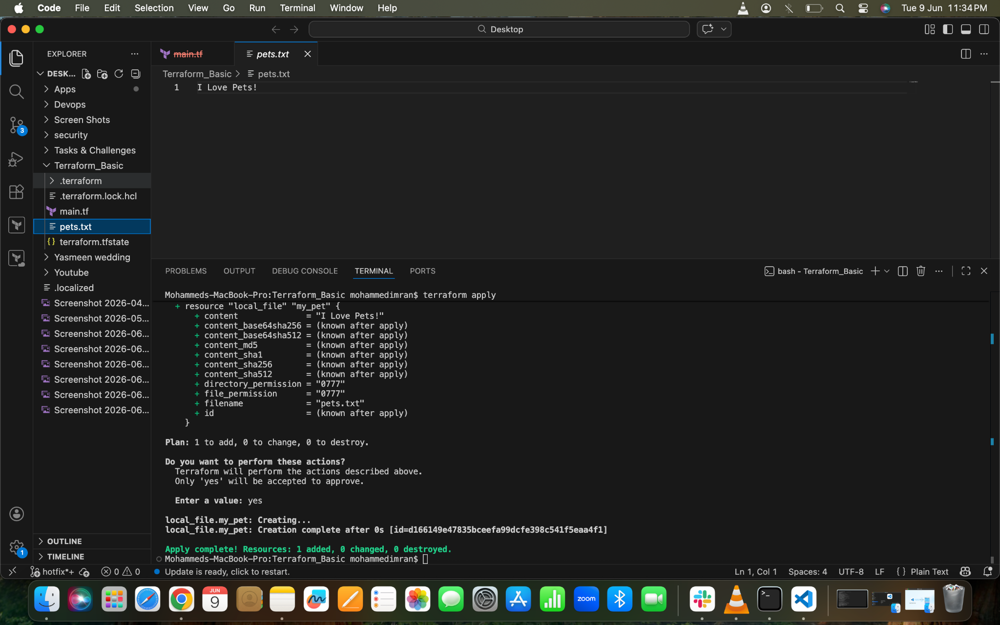 Code File Edit Selection View Go Run Terminal Window Help
Tue 9 Jun 11:34 PM
Desktop
EXPLORER
main.tf
pets.txt
DESK...
Terraform_Basic > pets.txt
1 I Love Pets!
Apps
Devops
Screen Shots
security
Tasks & Challenges
Terraform_Basic
.terraform
.terraform.lock.hcl
main.tf
pets.txt
terraform.tfstate
Yasmeen wedding
Youtube
.localized
Screenshot 2026-04...
Screenshot 2026-05...
Screenshot 2026-06...
Screenshot 2026-06...
Screenshot 2026-06...
Screenshot 2026-06...
Screenshot 2026-06...
Screenshot 2026-06...
OUTLINE
TIMELINE
3
1
PROBLEMS OUTPUT DEBUG CONSOLE TERMINAL PORTS
bash - Terraform_Basic
Mohammeds-MacBook-Pro:Terraform_Basic mohammedimran$ terraform apply
+ resource "local_file" "my_pet" {
+ content = "I Love Pets!"
+ content_base64sha256 = (known after apply)
+ content_base64sha512 = (known after apply)
+ content_md5 = (known after apply)
+ content_sha1 = (known after apply)
+ content_sha256 = (known after apply)
+ content_sha512 = (known after apply)
+ directory_permission = "0777"
+ file_permission = "0777"
+ filename = "pets.txt"
+ id = (known after apply)
}
Plan: 1 to add, 0 to change, 0 to destroy.
Do you want to perform these actions?
Terraform will perform the actions described above.
Only 'yes' will be accepted to approve.
Enter a value: yes
local_file.my_pet: Creating...
local_file.my_pet: Creation complete after 0s [id=d166149e47835bceefa99dcfe398c541f5eaa4f1]
Apply complete! Resources: 1 added, 0 changed, 0 destroyed.
Mohammeds-MacBook-Pro:Terraform_Basic mohammedimran$
hotfix*+ 0 0 Update is ready, click to restart.
Ln 1, Col 1 Spaces: 4 UTF-8 LF {} Plain Text
JUN
9
zoom